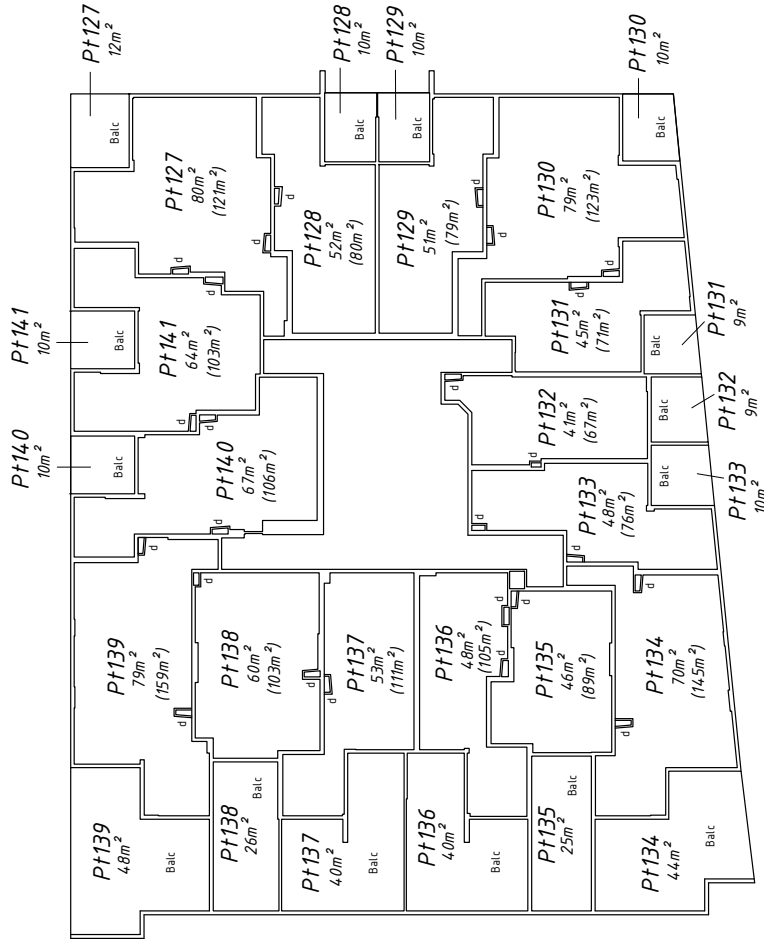 Pt127
12m²
Balc
Pt128
10m²
Balc
Pt129
10m²
Balc
Pt130
10m²
Balc
Pt127
80m²
(121m²)
d
Pt128
52m²
(80m²)
d
Pt129
51m²
(79m²)
d
Pt130
79m²
(123m²)
d
Pt141
10m²
Balc
Pt141
64m²
(103m²)
d
d
Pt131
45m²
(71m²)
d
d
Pt131
9m²
Balc
Pt140
10m²
Balc
Pt140
67m²
(106m²)
d
d
Pt132
41m²
(67m²)
d
d
Pt132
9m²
Balc
Pt133
48m²
(76m²)
d
d
Pt133
10m²
Balc
Pt139
79m²
(159m²)
d
d
Pt138
60m²
(103m²)
d
d
Pt137
53m²
(111m²)
d
Pt136
48m²
(105m²)
d
d
Pt135
46m²
(89m²)
d
Pt134
70m²
(145m²)
d
d
Pt139
48m²
Balc
Pt138
26m²
Balc
Pt137
40m²
Balc
Pt136
40m²
Balc
Pt135
25m²
Balc
Pt134
44m²
Balc